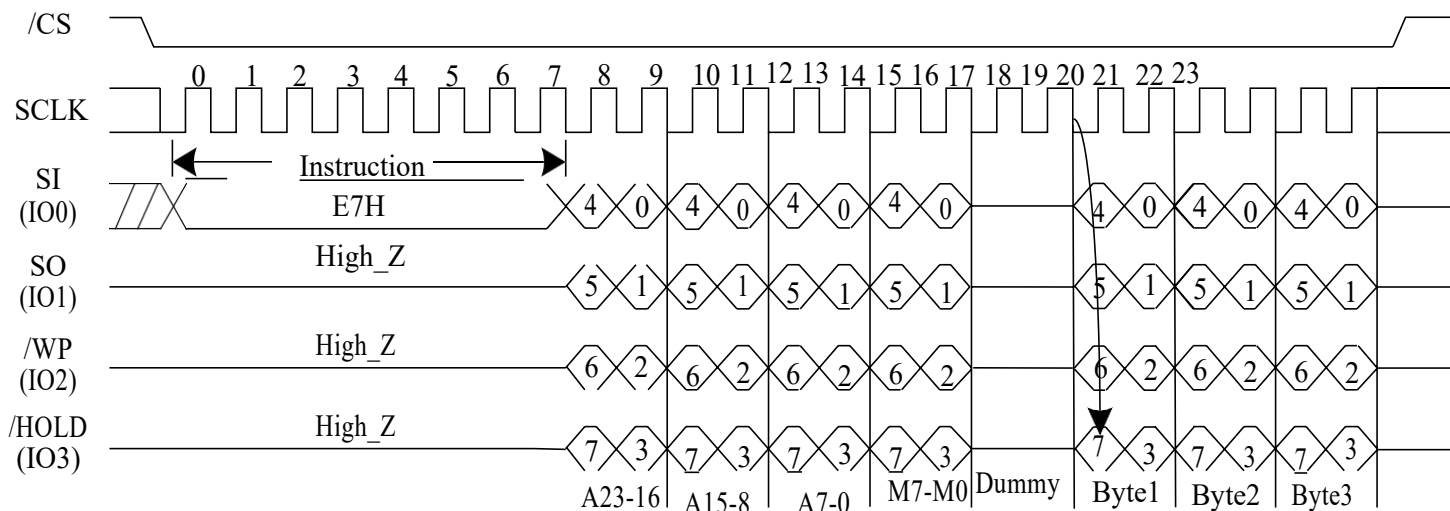 /CS
0 1 2 3 4 5 6 7 8 9 10 11 12 13 14 15 16 17 18 19 20 21 22 23
SCLK
Instruction
SI
(IO0)
E7H
4 0 4 0 4 0 4 0 4 0 4 0 4 0
High_Z
SO
(IO1)
5 1 5 1 5 1 5 1 5 1 5 1 5 1
High_Z
/WP
(IO2)
6 2 6 2 6 2 6 2 6 2 6 2 6 2
High_Z
/HOLD
(IO3)
7 3 7 3 7 3 7 3 7 3 7 3 7 3
A23-16 A15-8 A7-0 M7-M0 Dummy Byte1 Byte2 Byte3